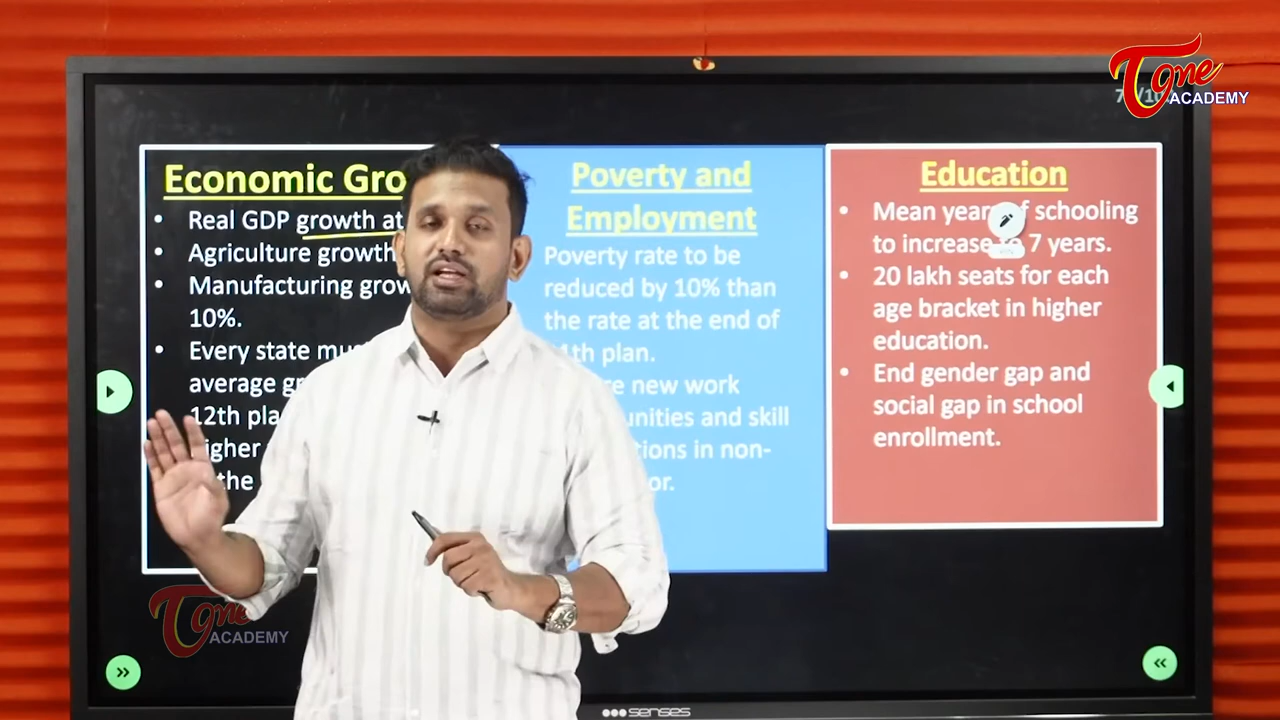 Tone
ACADEMY
Economic Gro
• Real GDP growth at
• Agriculture growth
• Manufacturing grow
10%.
• Every state mu
average gr
12th pla
igher
the
Poverty and
Employment
Poverty rate to be
reduced by 10% than
the rate at the end of
1th plan.
re new work
unities and skill
tions in non-
or.
Education
• Mean years of schooling
to increase to 7 years.
• 20 lakh seats for each
age bracket in higher
education.
• End gender gap and
social gap in school
enrollment.
Tone
ACADEMY
senses